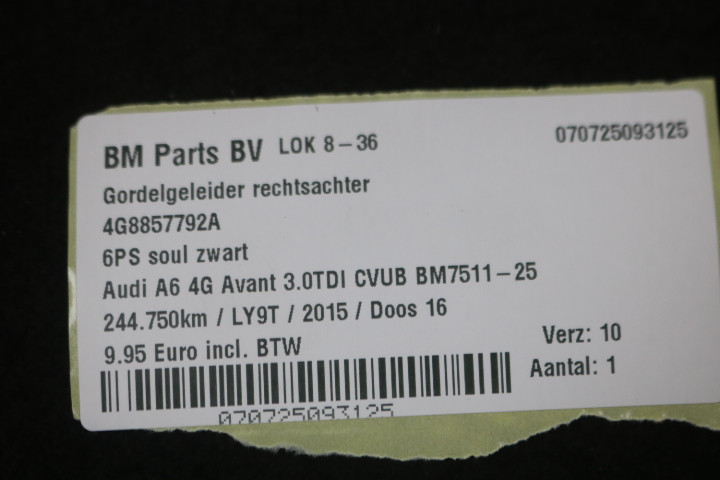 BM Parts BV LOK 8-36 070725093125
Gordelgeleider rechtsachter
4G8857792A
6PS soul zwart
Audi A6 4G Avant 3.0TDI CVUB BM7511-25
244.750km / LY9T / 2015 / Doos 16
9.95 Euro incl. BTW Verz: 10
Aantal: 1
070725093125